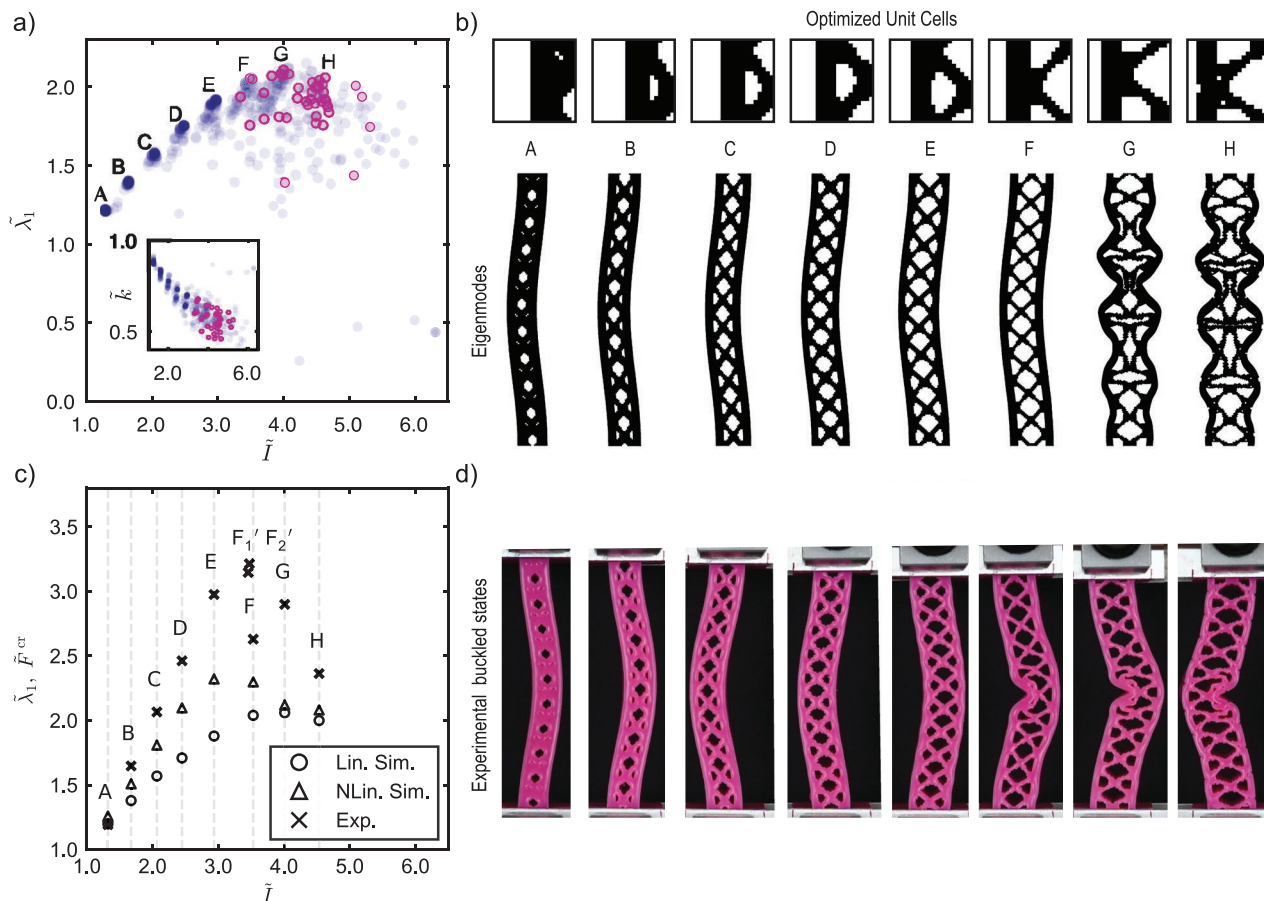 a)
2.0
1.5
1.0
0.5
0.0
λ̃₁
A
B
C
D
E
F
G
H
1.0
k̃
0.5
2.0 4.0 6.0
1.0 2.0 3.0 4.0 5.0 6.0
Ĩ
b)
Optimized Unit Cells
A B C D E F G H
Eigenmodes
c)
3.5
3.0
2.5
2.0
1.5
1.0
λ̃₁, F̃ᶜʳ
A
B
C
D
E
F₁′ F₂′
F
G
H
Lin. Sim.
NLin. Sim.
Exp.
1.0 2.0 3.0 4.0 5.0 6.0
Ĩ
d)
Experimental buckled states